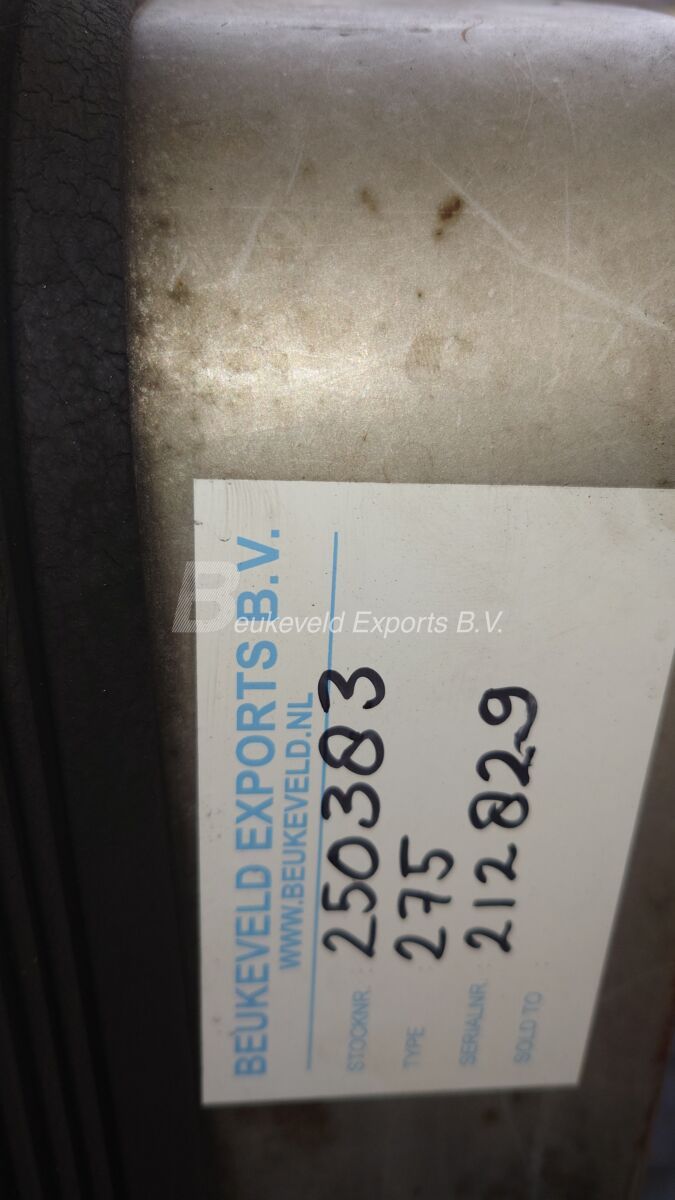 BEUKEVELD EXPORTS B.V.
WWW.BEUKEVELD.NL
STOCKNR. : 250383
TYPE : 275
SERIALNR. : 212829
SOLD TO
Beukeveld Exports B.V.